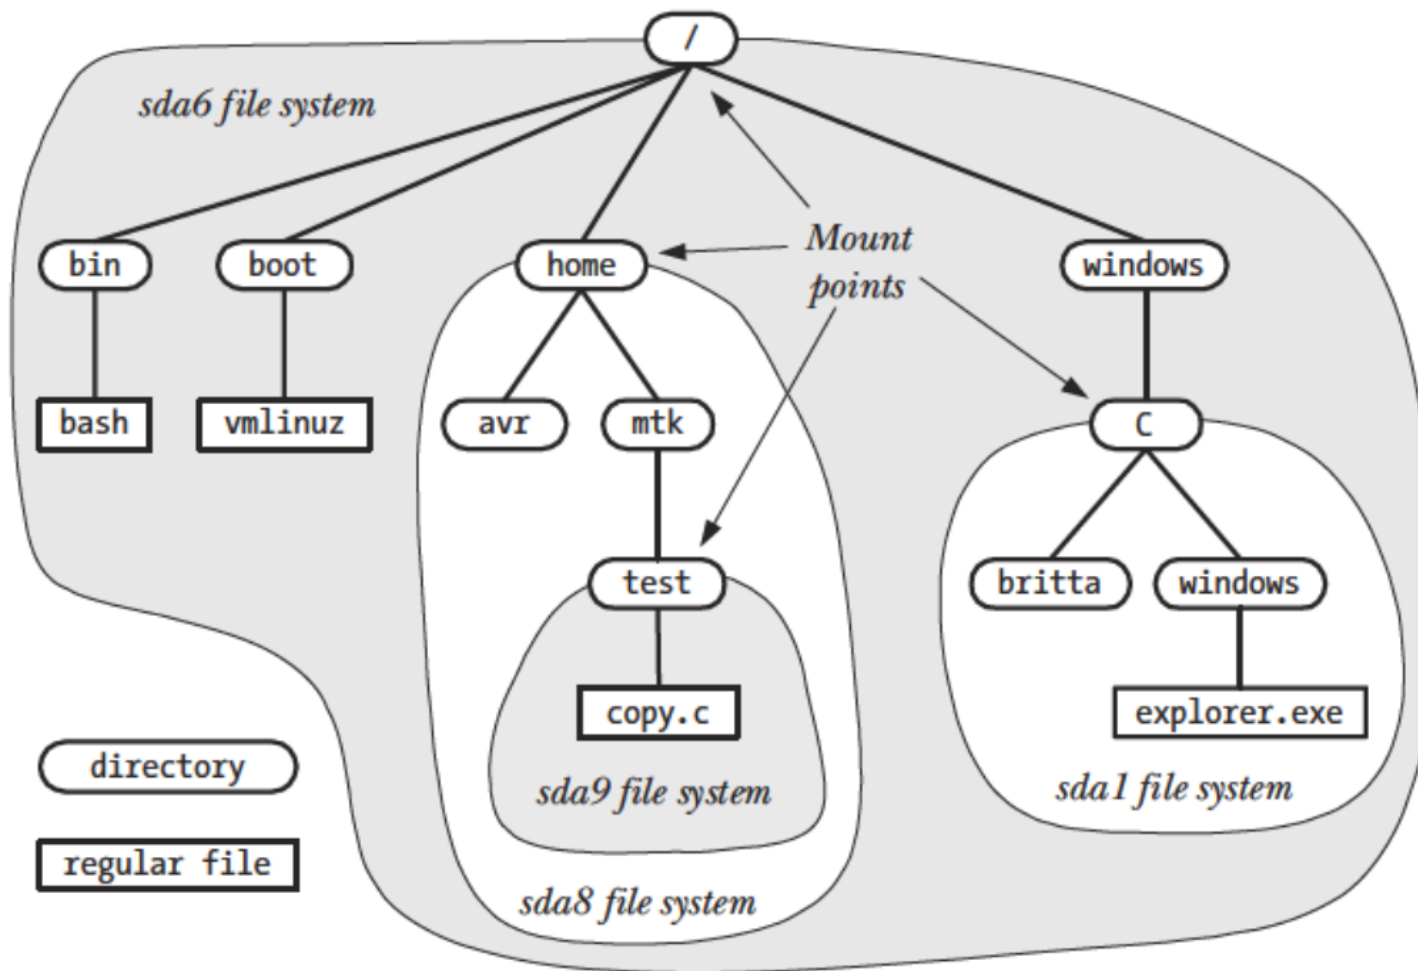 /
sda6 file system
bin
boot
home
Mount
points
windows
bash
vmlinuz
avr
mtk
C
test
britta
windows
copy.c
explorer.exe
directory
sda9 file system
sda1 file system
regular file
sda8 file system